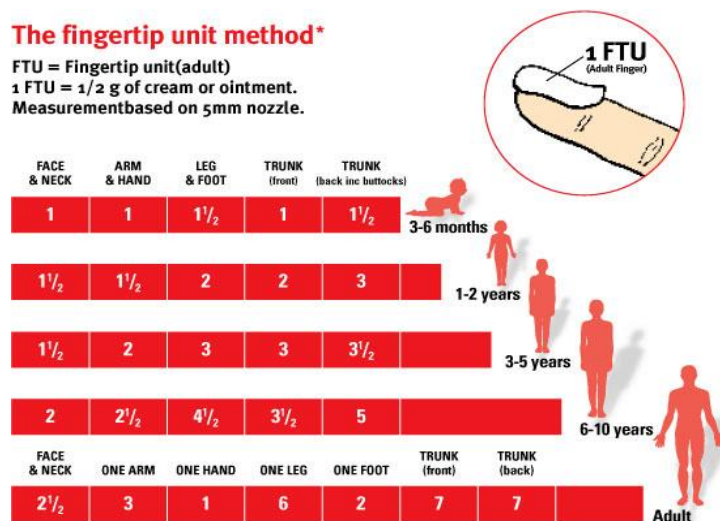 The fingertip unit method*
FTU = Fingertip unit(adult)
1 FTU = 1/2 g of cream or ointment.
Measurementbased on 5mm nozzle.
1 FTU
(Adult Finger)
FACE & NECK ARM & HAND LEG & FOOT TRUNK (front) TRUNK (back inc buttocks)
1 1 1½ 1 1½
3-6 months
1½ 1½ 2 2 3
1-2 years
1½ 2 3 3 3½
3-5 years
2 2½ 4½ 3½ 5
6-10 years
FACE & NECK ONE ARM ONE HAND ONE LEG ONE FOOT TRUNK (front) TRUNK (back)
2½ 3 1 6 2 7 7
Adult